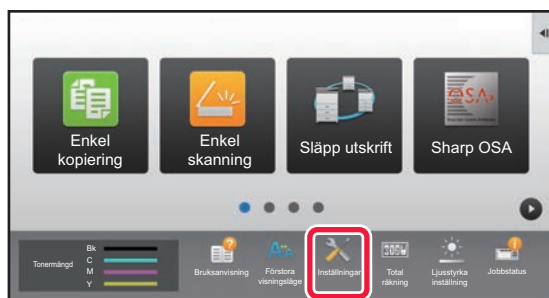 Enkel
kopiering
Enkel
skanning
Släpp utskrift
OSA
Sharp OSA
Tonermängd
Bk
C
M
Y
Bruksanvisning
Förstora
visningsläge
Inställningar
Total
räkning
Ljusstyrka
inställning
Jobbstatus